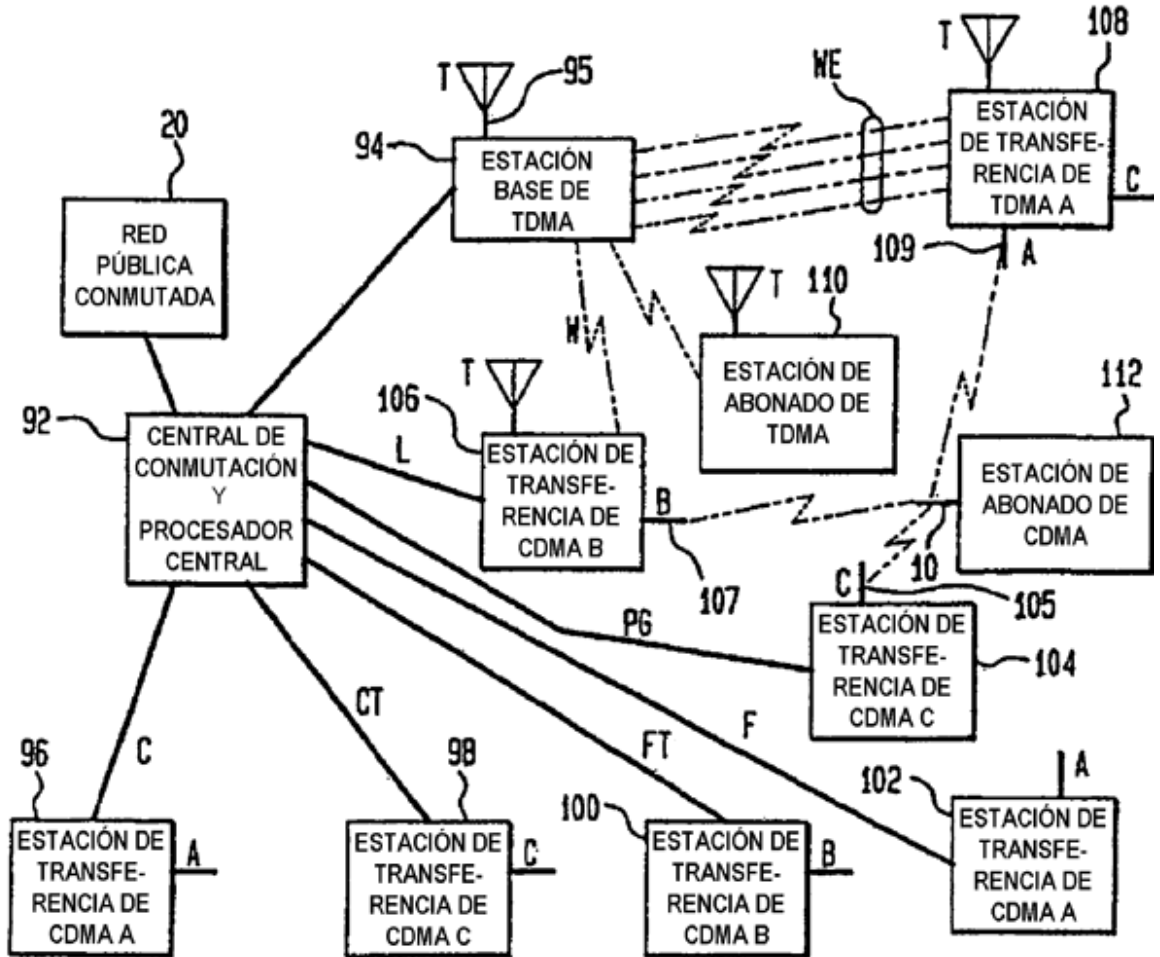 T
95
94
ESTACIÓN
BASE DE
TDMA
WE
T
108
ESTACIÓN
DE TRANSFE-
RENCIA DE
TDMA A
C
109
A
20
RED
PÚBLICA
CONMUTADA
W
T
110
ESTACIÓN DE
ABONADO DE
TDMA
92
CENTRAL DE
CONMUTACIÓN
Y
PROCESADOR
CENTRAL
L
T
106
ESTACIÓN DE
TRANSFE-
RENCIA DE
CDMA B
B
107
112
ESTACIÓN DE
ABONADO DE
CDMA
10
C
105
PG
ESTACIÓN DE
TRANSFE-
RENCIA DE
CDMA C
104
C
CT
FT
F
96
ESTACIÓN DE
TRANSFE-
RENCIA DE
CDMA A
A
98
ESTACIÓN DE
TRANSFE-
RENCIA DE
CDMA C
C
100
ESTACIÓN DE
TRANSFE-
RENCIA DE
CDMA B
B
102
A
ESTACIÓN DE
TRANSFE-
RENCIA DE
CDMA A